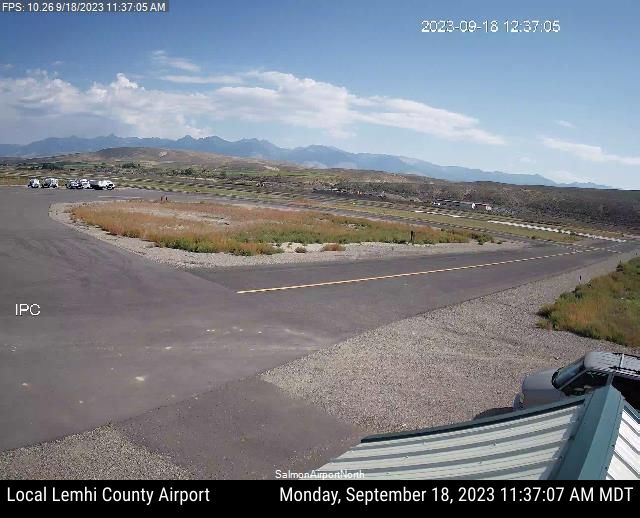 FPS: 10.26 9/18/2023 11:37:05 AM
2023-09-18 12:37:05
IPC
SalmonAirportNorth
Local Lemhi County Airport Monday, September 18, 2023 11:37:07 AM MDT